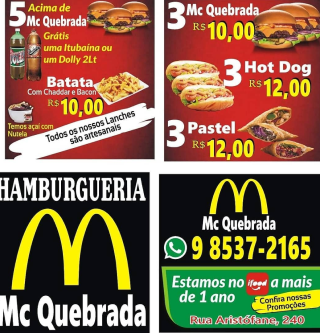 5 Acima de
Mc Quebrada
Grátis
uma Itubaína ou
um Dolly 2Lt
Batata
Com Chaddar e Bacon
R$10,00
Temos açaí com
Nutela
Todos os nossos Lanches
são artesanais
3 Mc Quebrada
R$10,00
3 Hot Dog
R$12,00
3 Pastel
R$12,00
HAMBURGUERIA
Mc Quebrada
Mc Quebrada
9 8537-2165
Estamos no ifood a mais
de 1 ano
Confira nossas
Promoções
Rua Aristófane, 240